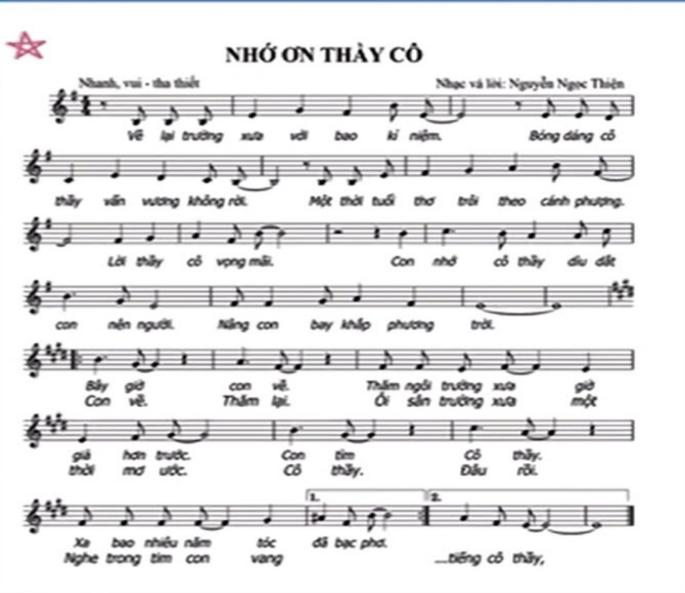 NHỚ ƠN THẦY CÔ
Nhanh, vui - tha thiết
Nhạc và lời: Nguyễn Ngọc Thiện
Về lại trường xưa với bao kỉ niệm. Bóng dáng cô
thầy vấn vương không rời. Một thời tuổi thơ trôi theo cánh phượng.
Lời thầy cô vọng mãi. Con nhớ cô thầy dìu dắt
con nên người. Nâng con bay khắp phương trời.
Bây giờ con về. Thăm ngôi trường xưa giờ
Con về. Thăm lại. Ôi sân trường xưa một
già hơn trước. Con tìm Cô thầy.
thời mơ ước. Cô thầy. Đâu rồi.
1. 2.
Xa bao nhiêu năm tóc đã bạc phơ.
Nghe trong tim con vang ...tiếng cô thầy,